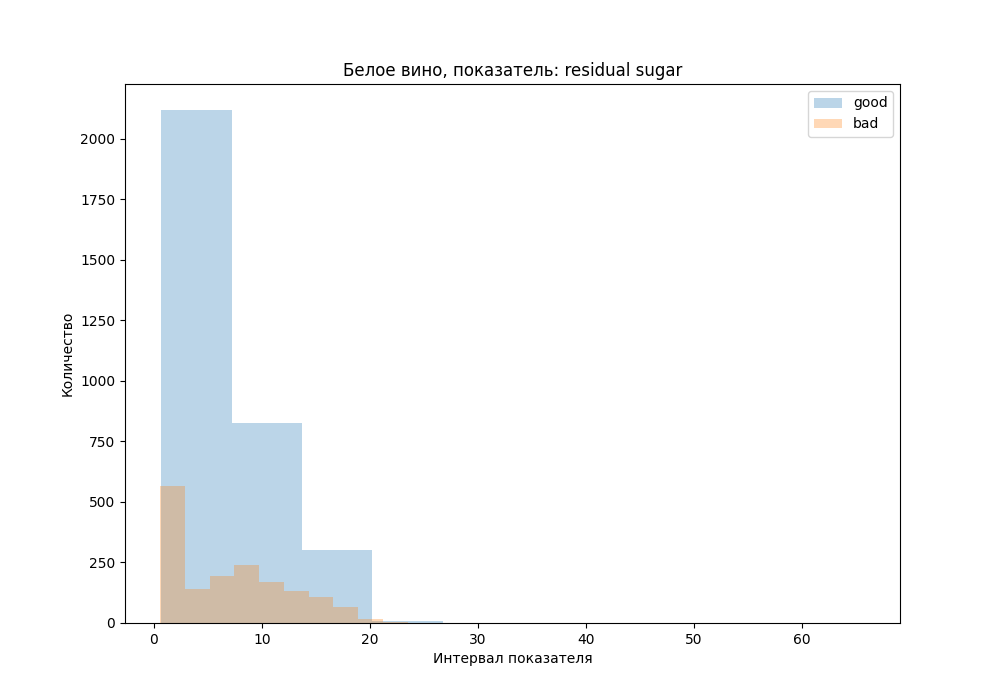 Белое вино, показатель: residual sugar
good
bad
2000
1750
1500
1250
1000
750
500
250
0
Количество
0 10 20 30 40 50 60
Интервал показателя